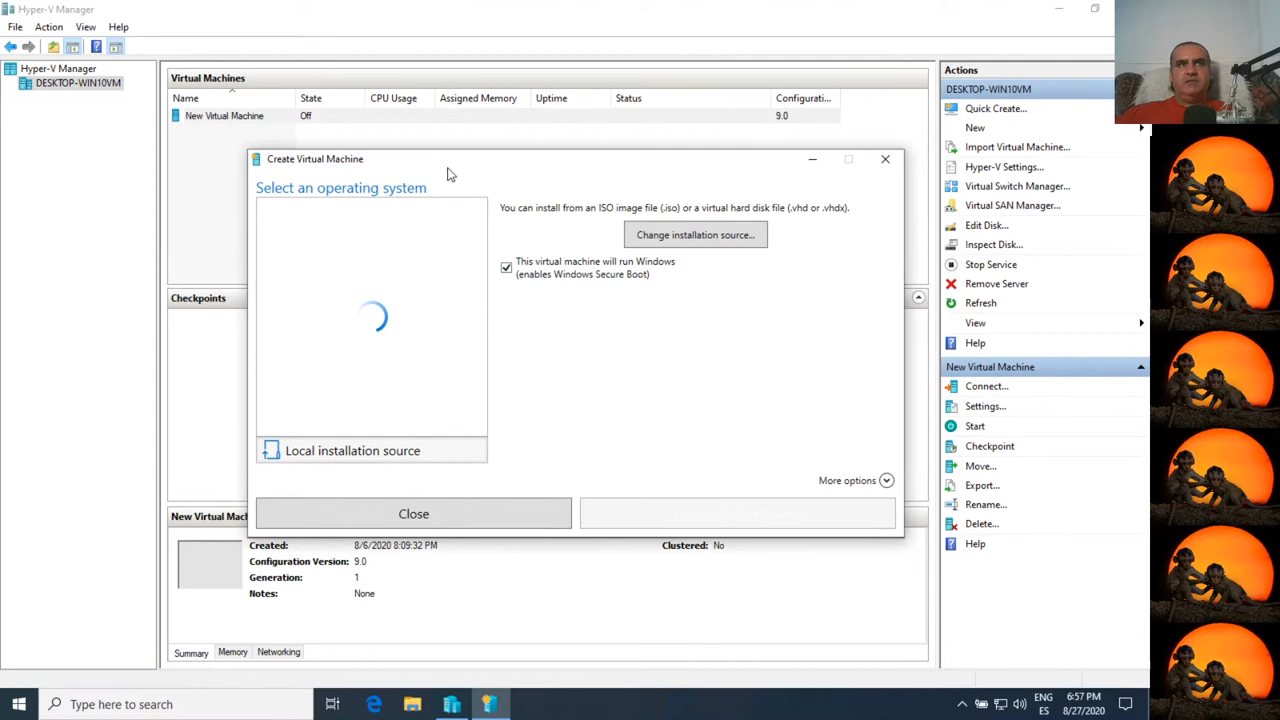 Hyper-V Manager
File Action View Help
Hyper-V Manager
DESKTOP-WIN10VM
Virtual Machines
Name State CPU Usage Assigned Memory Uptime Status Configurati...
New Virtual Machine Off 9.0
Create Virtual Machine
Select an operating system
You can install from an ISO image file (.iso) or a virtual hard disk file (.vhd or .vhdx).
Change installation source...
This virtual machine will run Windows
(enables Windows Secure Boot)
Local installation source
More options
Close
Checkpoints
New Virtual Mach
Created: 8/6/2020 8:09:32 PM Clustered: No
Configuration Version: 9.0
Generation: 1
Notes: None
Summary Memory Networking
Actions
DESKTOP-WIN10VM
Quick Create...
New
Import Virtual Machine...
Hyper-V Settings...
Virtual Switch Manager...
Virtual SAN Manager...
Edit Disk...
Inspect Disk...
Stop Service
Remove Server
Refresh
View
Help
New Virtual Machine
Connect...
Settings...
Start
Checkpoint
Move...
Export...
Rename...
Delete...
Help
Type here to search
ENG
ES
6:57 PM
8/27/2020